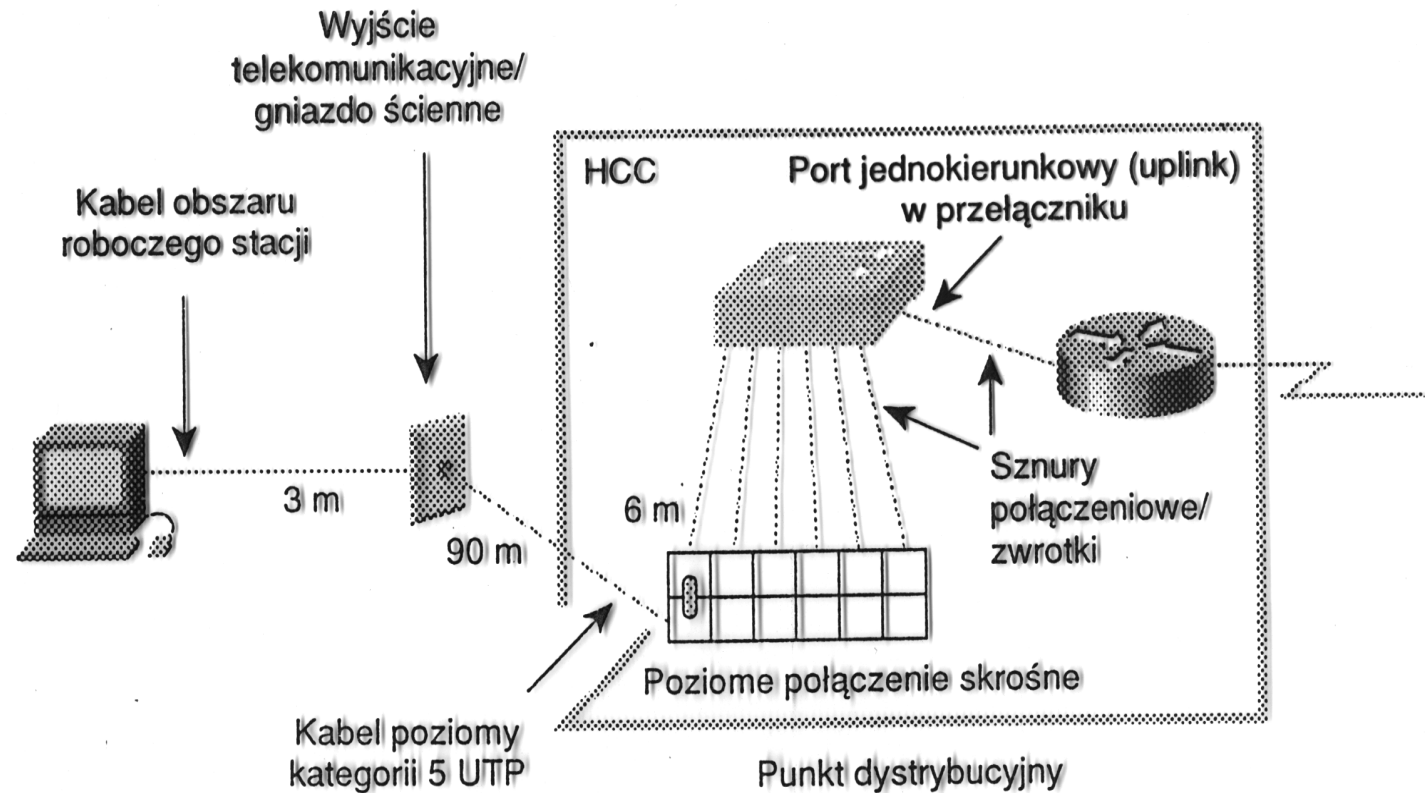 Wyjście
telekomunikacyjne/
gniazdo ścienne
Kabel obszaru
roboczego stacji
HCC
Port jednokierunkowy (uplink)
w przełączniku
3 m
90 m
6 m
Sznury
połączeniowe/
zwrotki
Poziome połączenie skrośne
Kabel poziomy
kategorii 5 UTP
Punkt dystrybucyjny